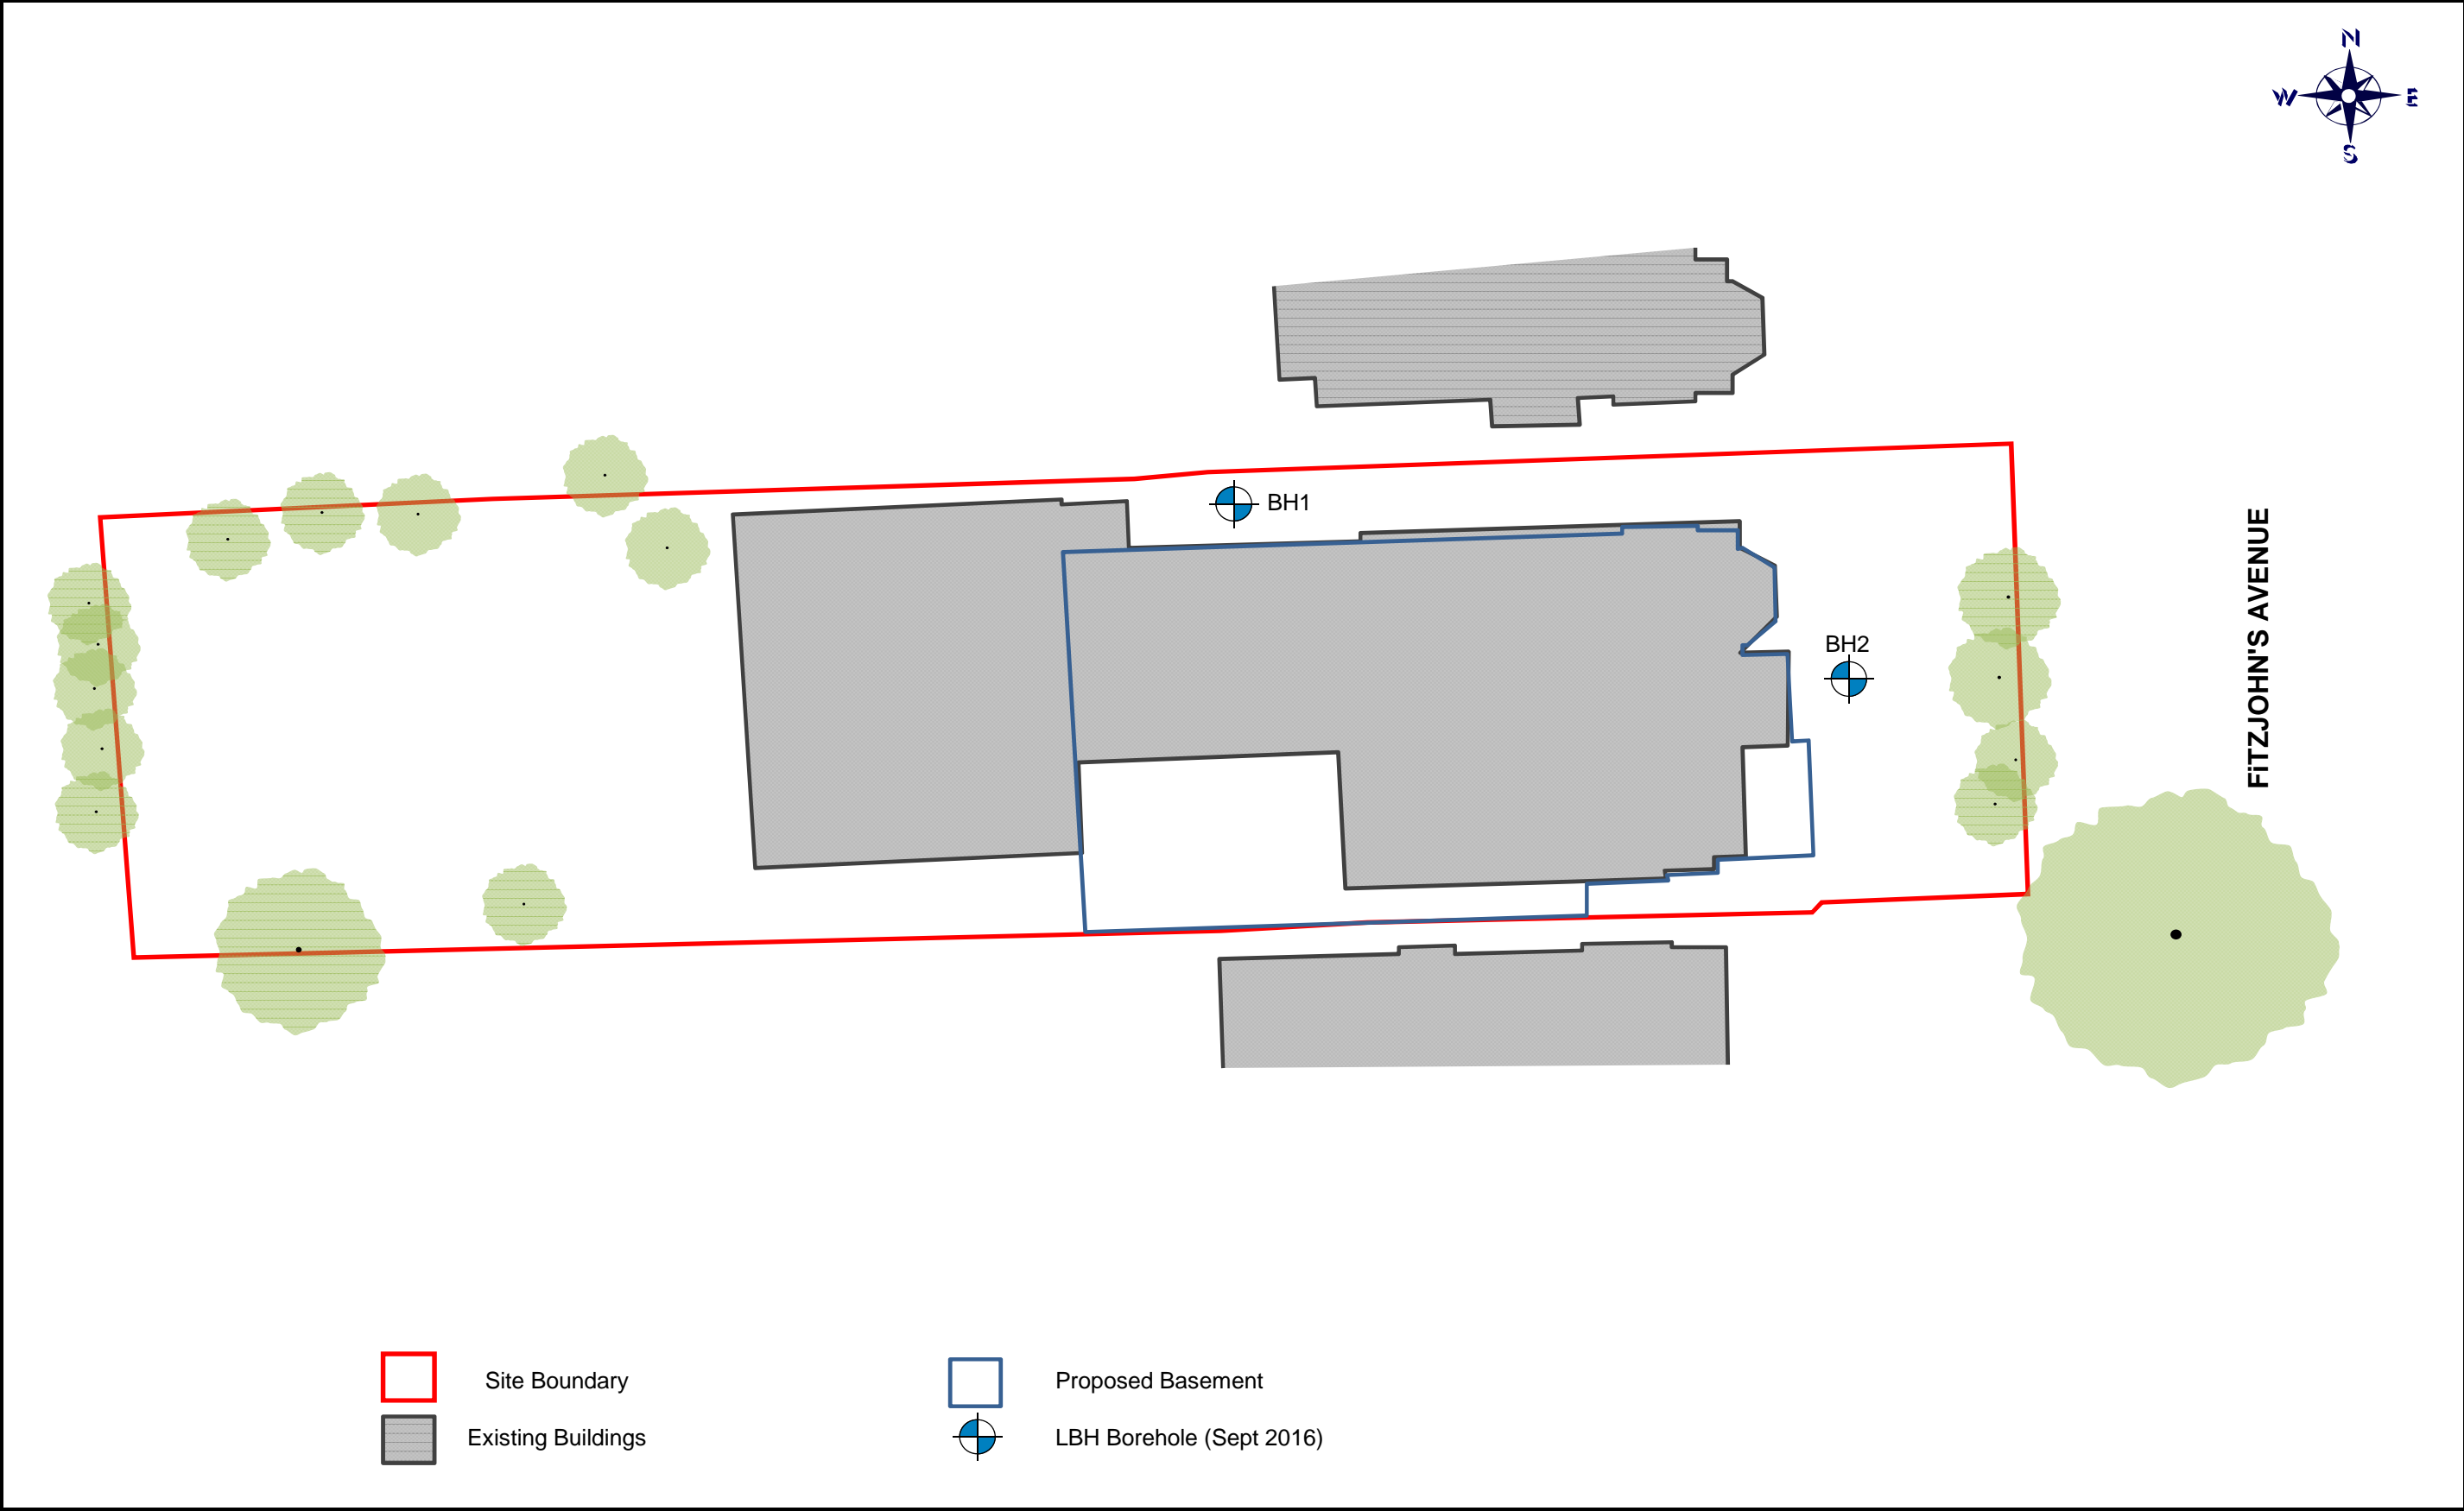 N
W
E
S
BH1
BH2
FiTZJOHN'S AVENUE
Site Boundary
Proposed Basement
Existing Buildings
LBH Borehole (Sept 2016)